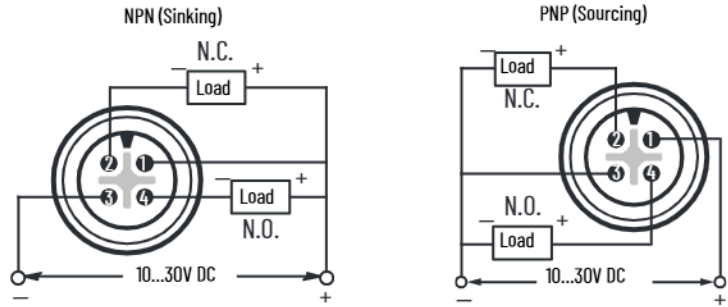 NPN (Sinking)
N.C.
− Load +
2 1
3 4
− Load +
N.O.
10...30V DC
− +
PNP (Sourcing)
− Load +
N.C.
2 1
3 4
N.O.
− Load +
10...30V DC
− +